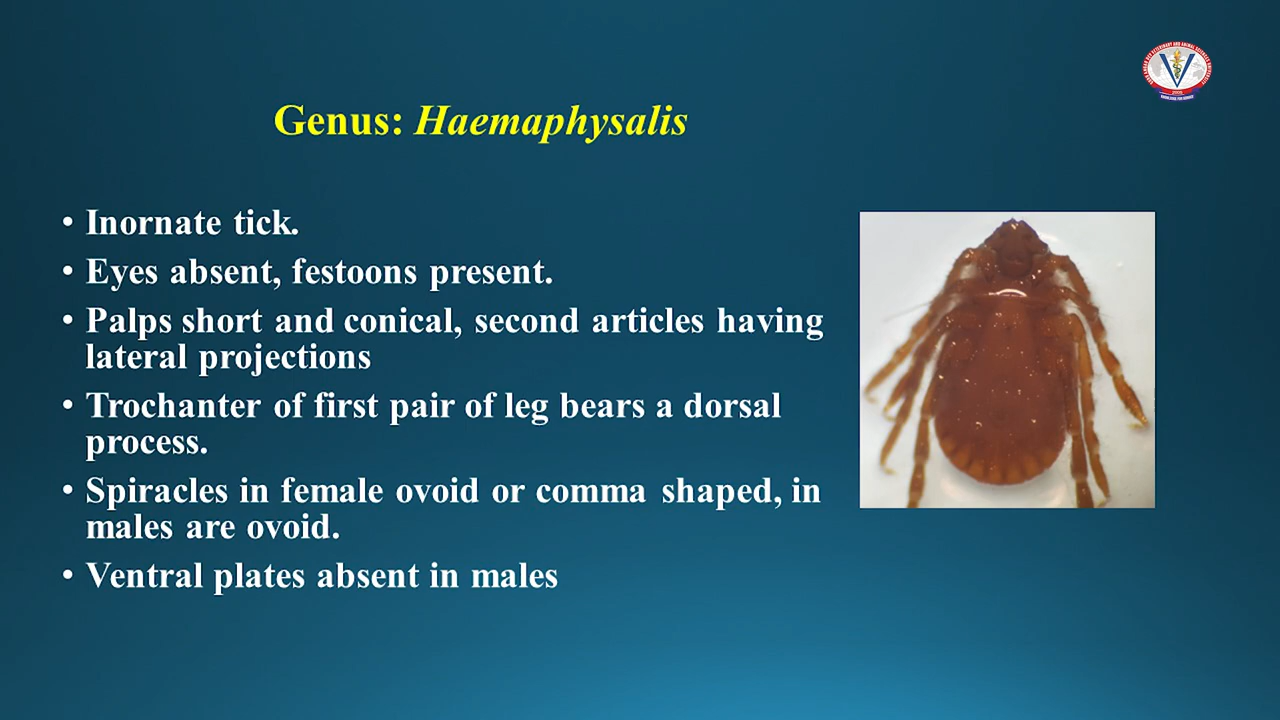 Genus: Haemaphysalis
• Inornate tick.
• Eyes absent, festoons present.
• Palps short and conical, second articles having
lateral projections
• Trochanter of first pair of leg bears a dorsal
process.
• Spiracles in female ovoid or comma shaped, in
males are ovoid.
• Ventral plates absent in males